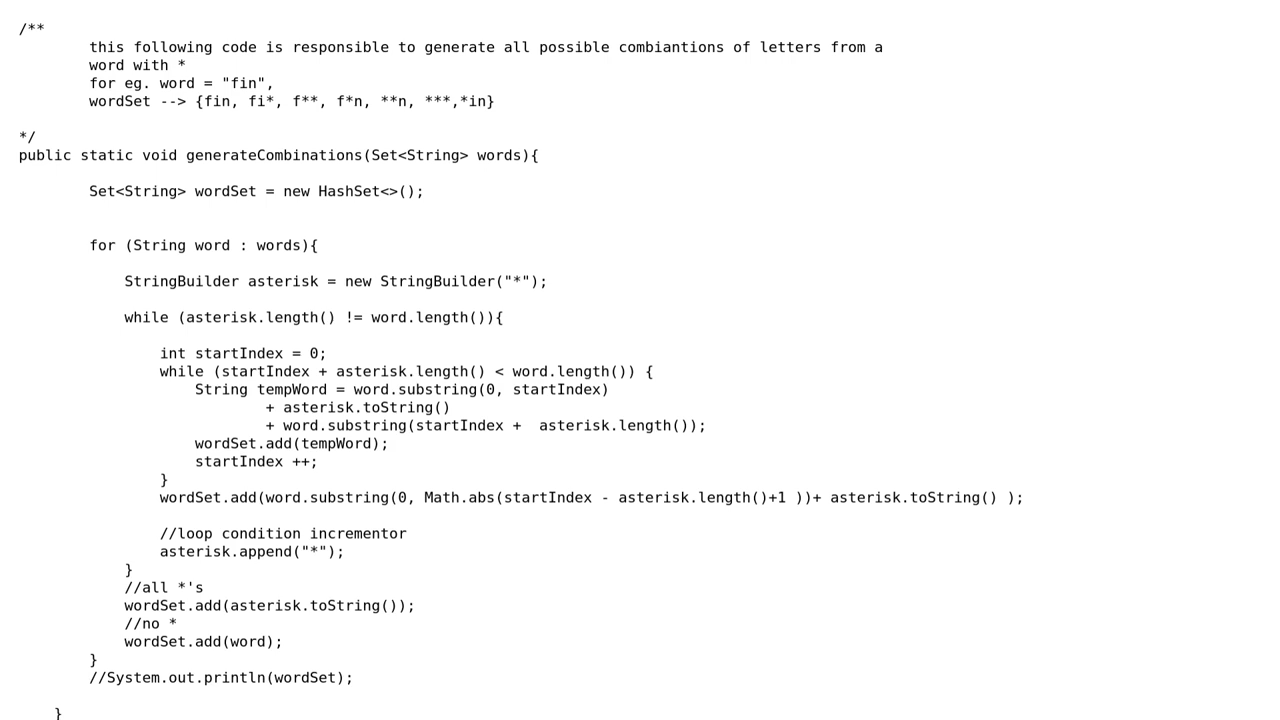 /**
this following code is responsible to generate all possible combiantions of letters from a
word with *
for eg. word = "fin",
wordSet --> {fin, fi*, f**, f*n, **n, ***,*in}
*/
public static void generateCombinations(Set<String> words){
Set<String> wordSet = new HashSet<>();
for (String word : words){
StringBuilder asterisk = new StringBuilder("*");
while (asterisk.length() != word.length()){
int startIndex = 0;
while (startIndex + asterisk.length() < word.length()) {
String tempWord = word.substring(0, startIndex)
+ asterisk.toString()
+ word.substring(startIndex +  asterisk.length());
wordSet.add(tempWord);
startIndex ++;
}
wordSet.add(word.substring(0, Math.abs(startIndex - asterisk.length()+1 ))+ asterisk.toString() );
//loop condition incrementor
asterisk.append("*");
}
//all *'s
wordSet.add(asterisk.toString());
//no *
wordSet.add(word);
}
//System.out.println(wordSet);
}